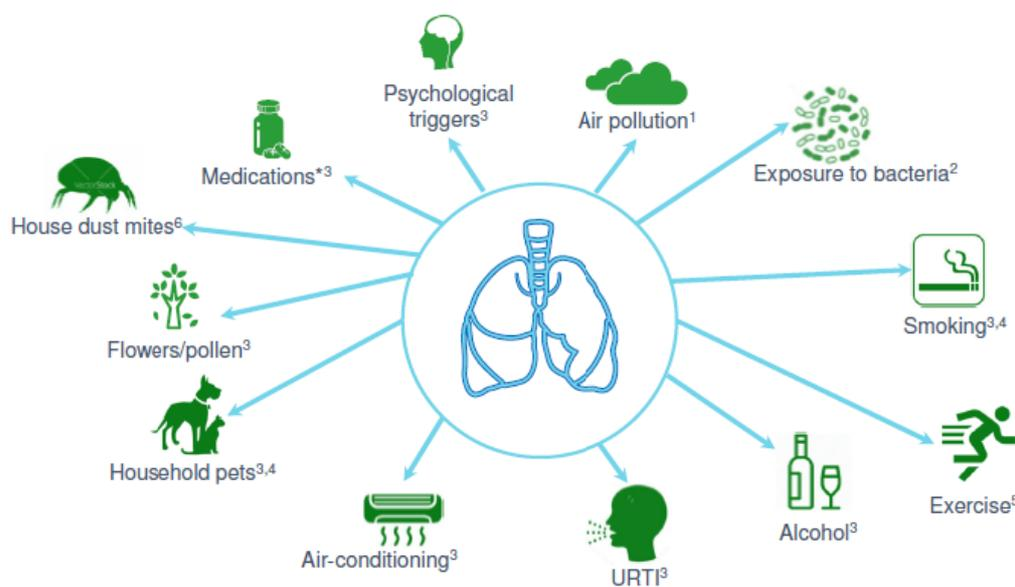 Psychological
triggers³
Air pollution¹
Exposure to bacteria²
Medications*³
House dust mites⁶
VectorStock
Smoking³,⁴
Flowers/pollen³
Household pets³,⁴
Exercise⁵
Alcohol³
Air-conditioning³
URTI³